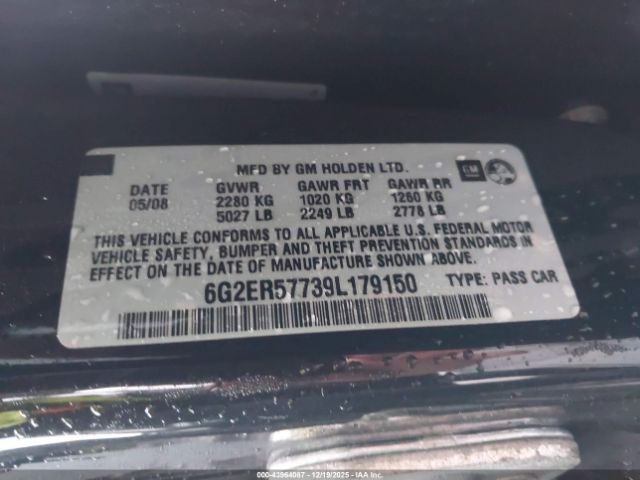 MFD BY GM HOLDEN LTD.
GM
DATE GVWR GAWR FRT GAWR RR
05/08 2280 KG 1020 KG 1260 KG
5027 LB 2249 LB 2778 LB
THIS VEHICLE CONFORMS TO ALL APPLICABLE U.S. FEDERAL MOTOR
VEHICLE SAFETY, BUMPER AND THEFT PREVENTION STANDARDS IN
EFFECT ON THE DATE OF MANUFACTURE SHOWN ABOVE.
6G2ER57739L179150 TYPE: PASS CAR
000-43964087 - 12/19/2025 - IAAI.COM